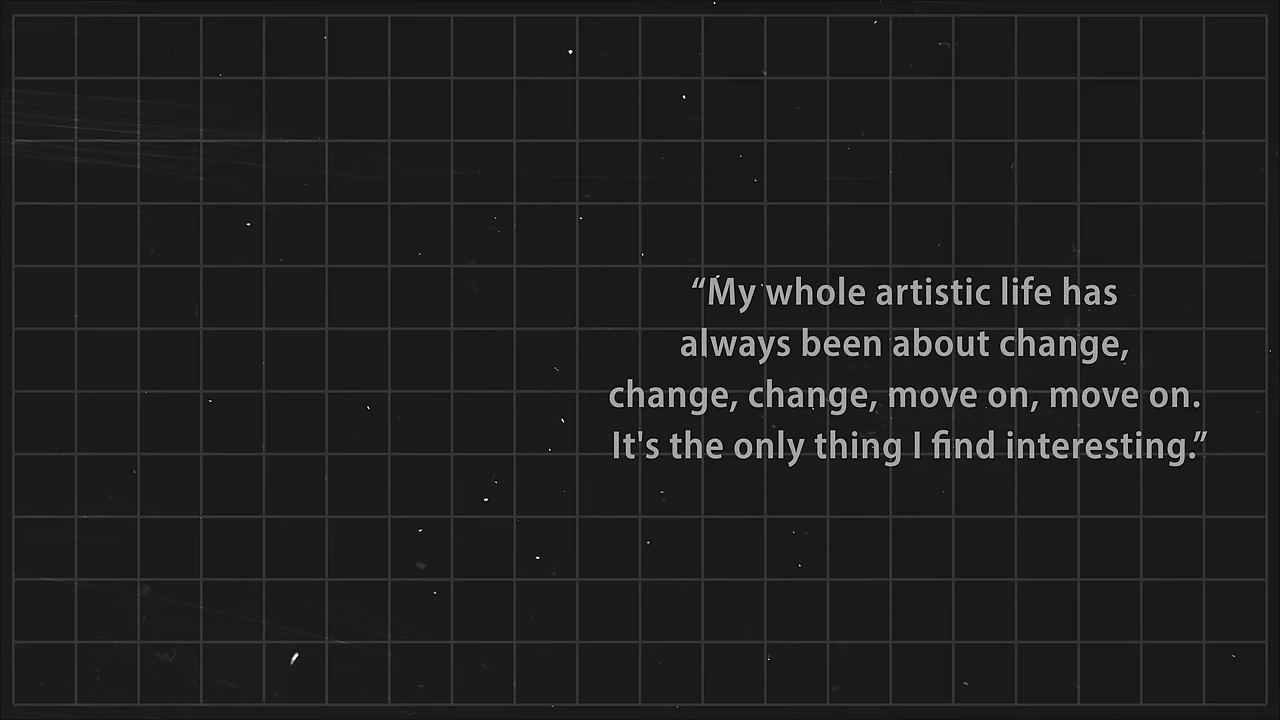 “My whole artistic life has
always been about change,
change, change, move on, move on.
It's the only thing I find interesting.”